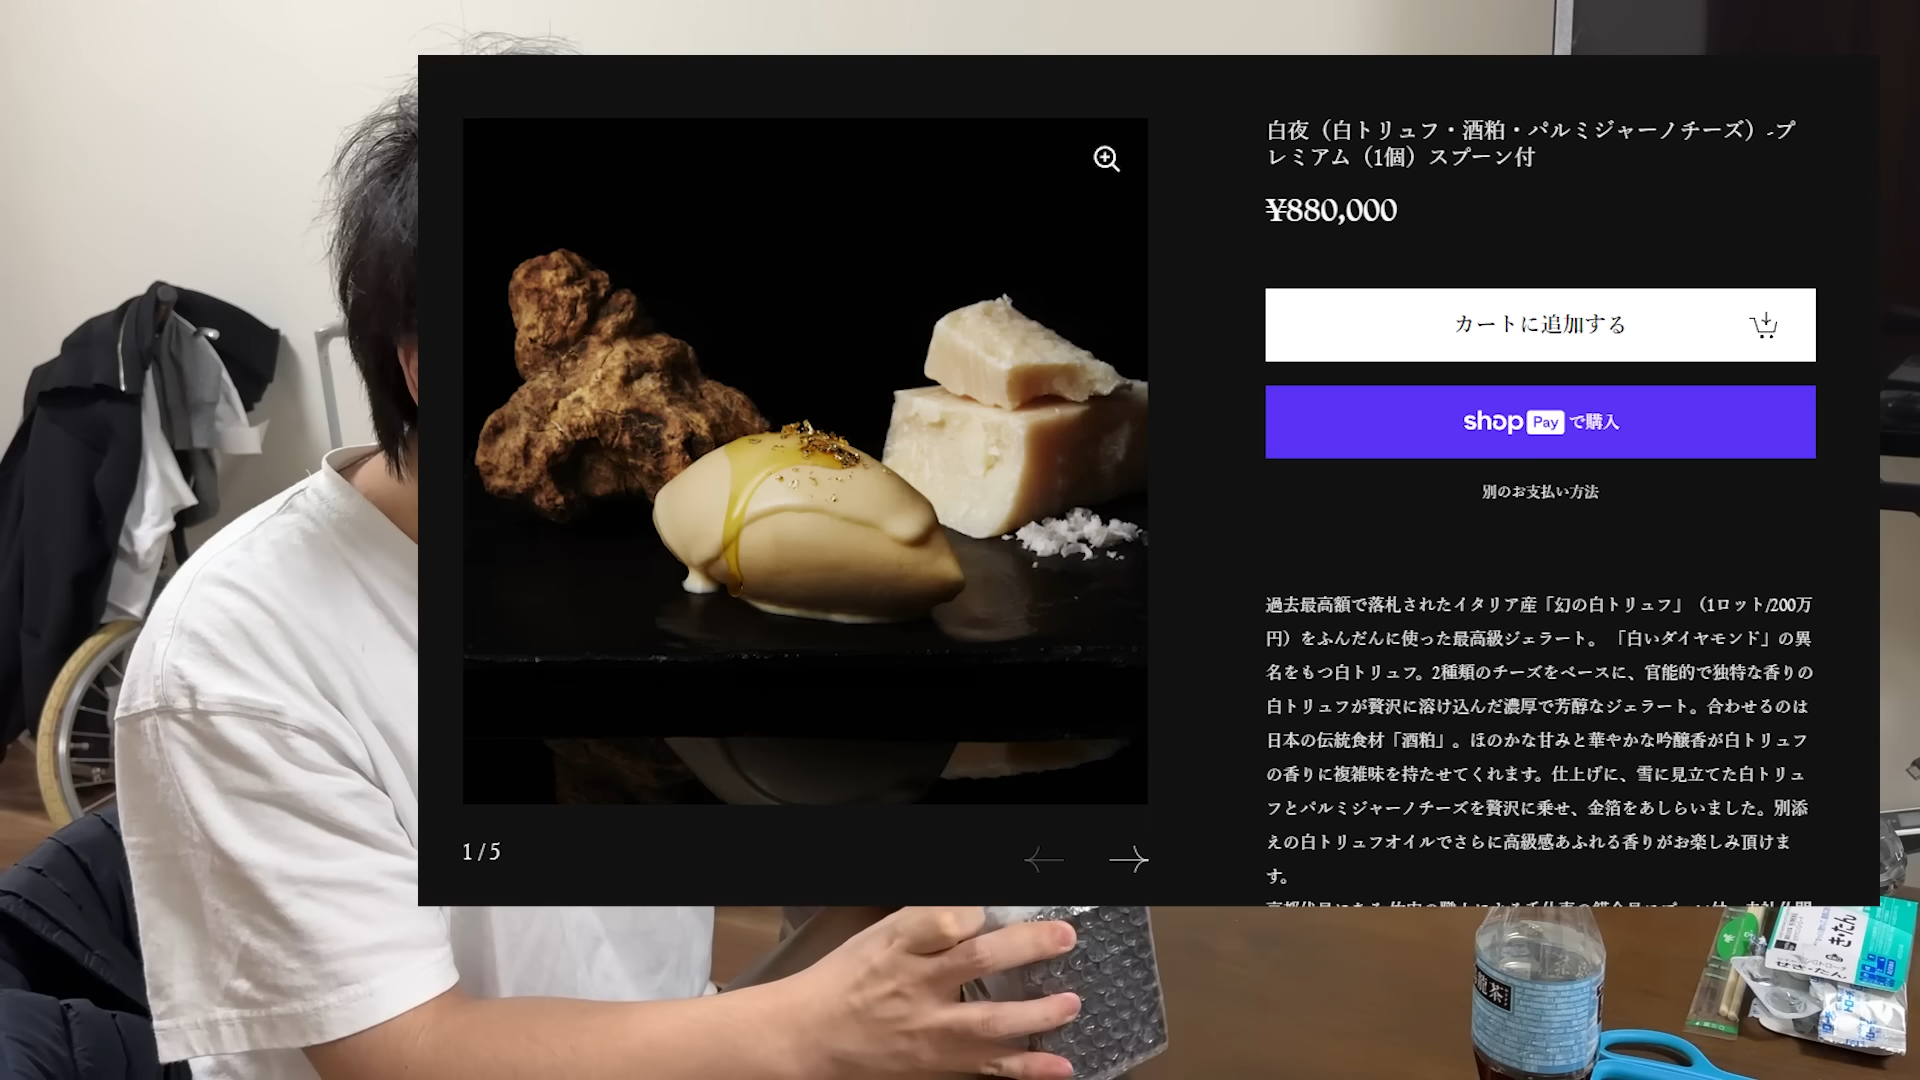 白夜（白トリュフ・酒粕・パルミジャーノチーズ）-プ
レミアム（1個）スプーン付
¥880,000
カートに追加する
shop Pay で購入
別のお支払い方法
過去最高額で落札されたイタリア産「幻の白トリュフ」（1ロット/200万
円）をふんだんに使った最高級ジェラート。「白いダイヤモンド」の異
名をもつ白トリュフ。2種類のチーズをベースに、官能的で独特な香りの
白トリュフが贅沢に溶け込んだ濃厚で芳醇なジェラート。合わせるのは
日本の伝統食材「酒粕」。ほのかな甘みと華やかな吟醸香が白トリュフ
の香りに複雑味を持たせてくれます。仕上げに、雪に見立てた白トリュ
フとパルミジャーノチーズを贅沢に乗せ、金箔をあしらいました。別添
えの白トリュフオイルでさらに高級感あふれる香りがお楽しみ頂けま
す。
1 / 5
せき・たん